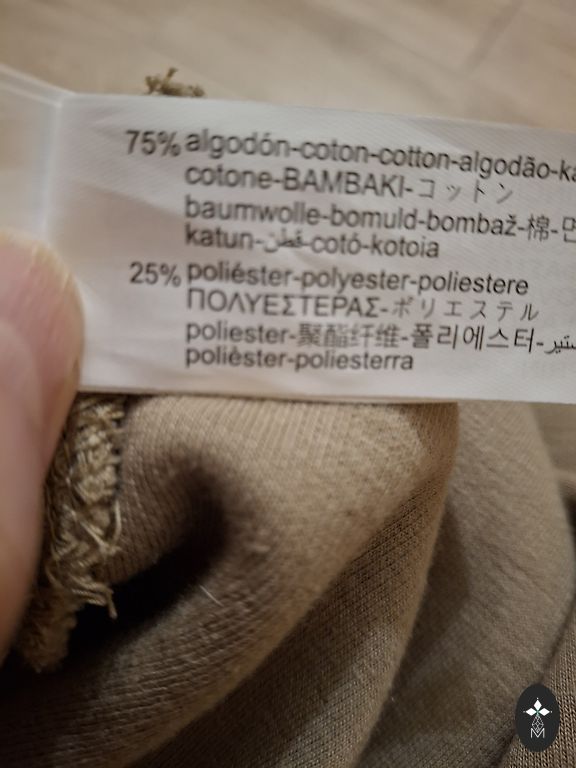 75% algodón-coton-cotton-algodão-ka
cotone-BAMBAKI-コットン
baumwolle-bomuld-bombaž-棉-면
katun-قطن-cotó-kotoia
25% poliéster-polyester-poliestere
ΠΟΛΥΕΣΤΕΡΑΣ-ポリエステル
poliester-聚酯纤维-폴리에스터-
polièster-poliesterra
M